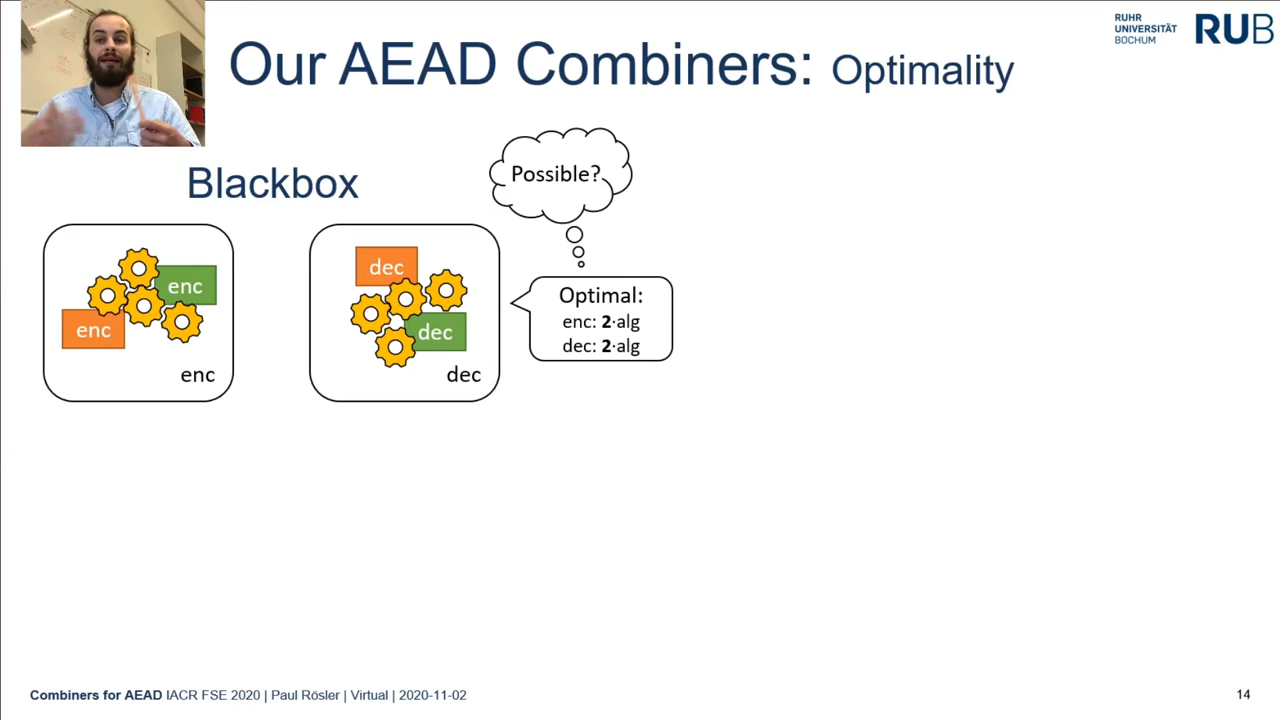 Our AEAD Combiners: Optimality
RUHR
UNIVERSITÄT
BOCHUM
RUB
Blackbox
Possible?
enc
enc
enc
dec
dec
dec
Optimal:
enc: 2·alg
dec: 2·alg
Combiners for AEAD IACR FSE 2020 | Paul Rösler | Virtual | 2020-11-02
14